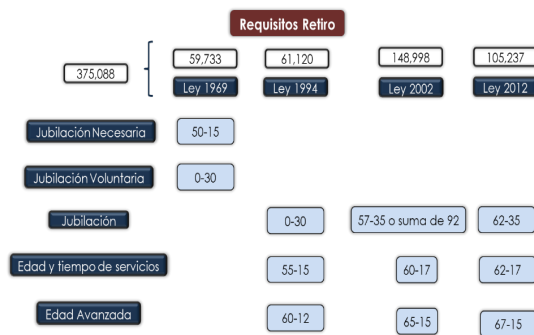 Requisitos Retiro
375,088
59,733 61,120 148,998 105,237
Ley 1969 Ley 1994 Ley 2002 Ley 2012
Jubilación Necesaria 50-15
Jubilación Voluntaria 0-30
Jubilación 0-30 57-35 o suma de 92 62-35
Edad y tiempo de servicios 55-15 60-17 62-17
Edad Avanzada 60-12 65-15 67-15